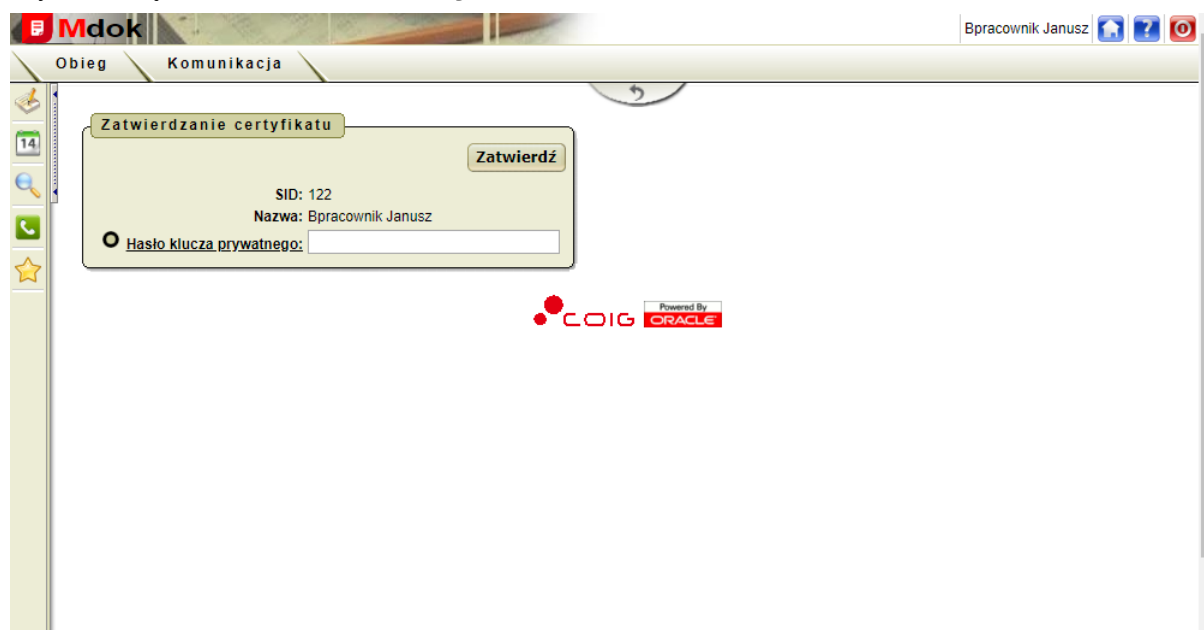 Mdok
Bpracownik Janusz
Obieg Komunikacja
14
Zatwierdzanie certyfikatu
Zatwierdź
SID: 122
Nazwa: Bpracownik Janusz
Hasło klucza prywatnego:
COIG Powered By
ORACLE